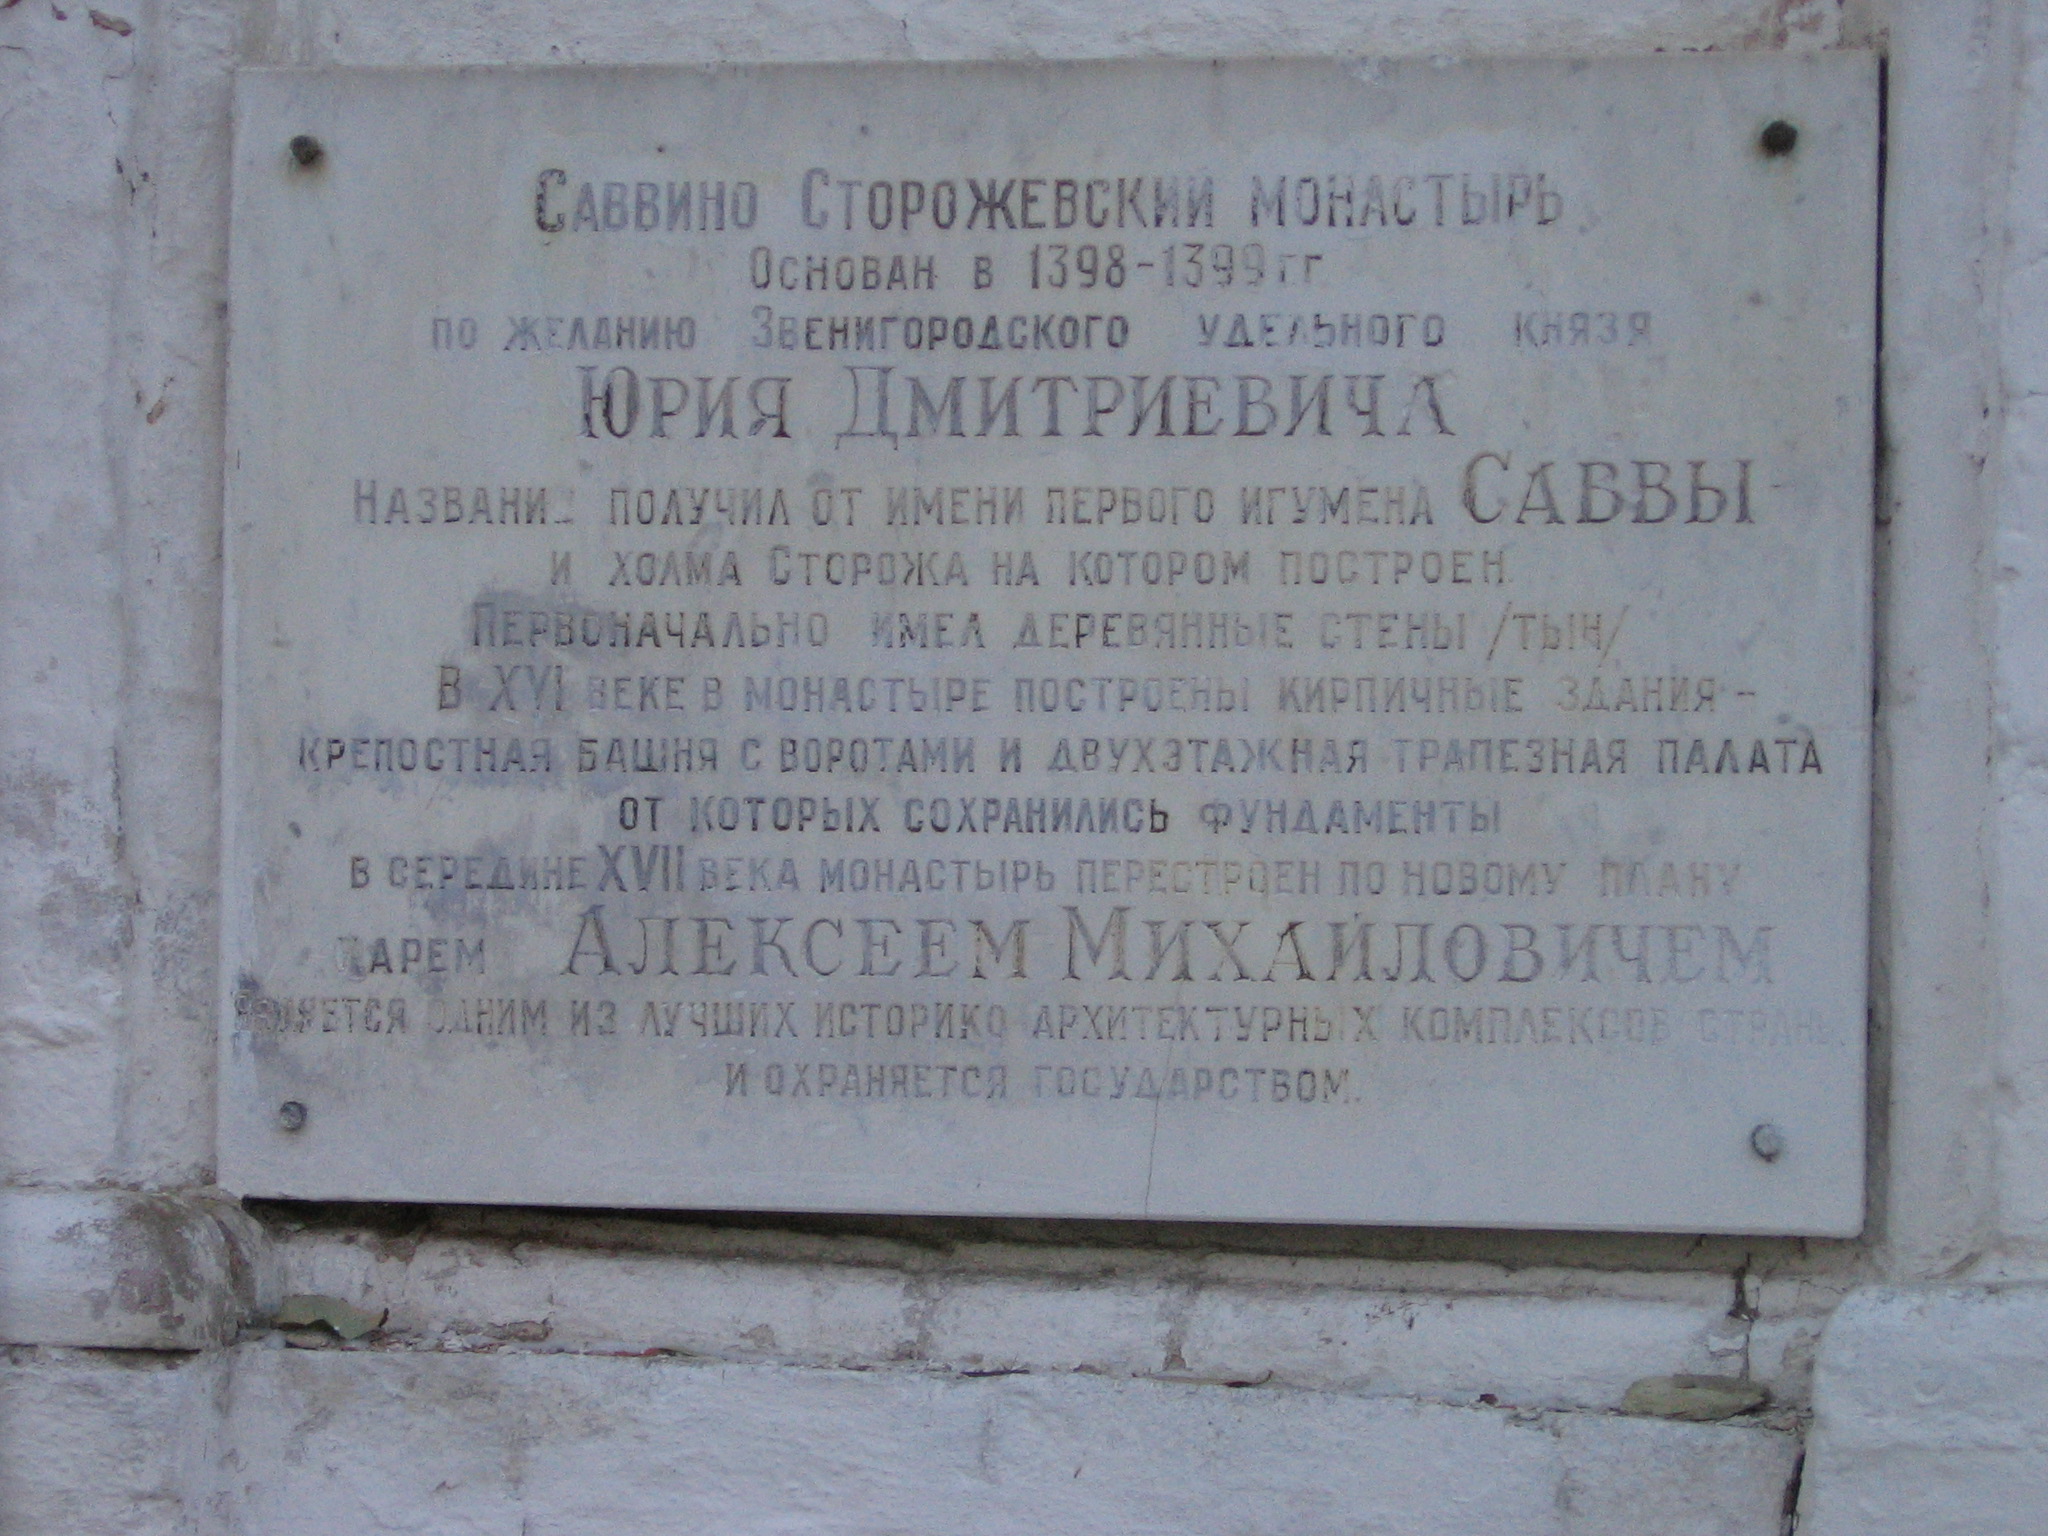 Саввино Сторожевский монастырь
Основан в 1398-1399 гг
по желанию Звенигородского удельного князя
Юрия Дмитриевича
Название получил от имени первого игумена Саввы
и холма Сторожа на котором построен.
Первоначально имел деревянные стены /тын/
В XVI веке в монастыре построены кирпичные здания -
крепостная башня с воротами и двухэтажная трапезная палата
от которых сохранились фундаменты
в середине XVII века монастырь перестроен по новому плану
царем Алексеем Михайловичем
Является одним из лучших историко архитектурных комплексов страны
и охраняется государством.